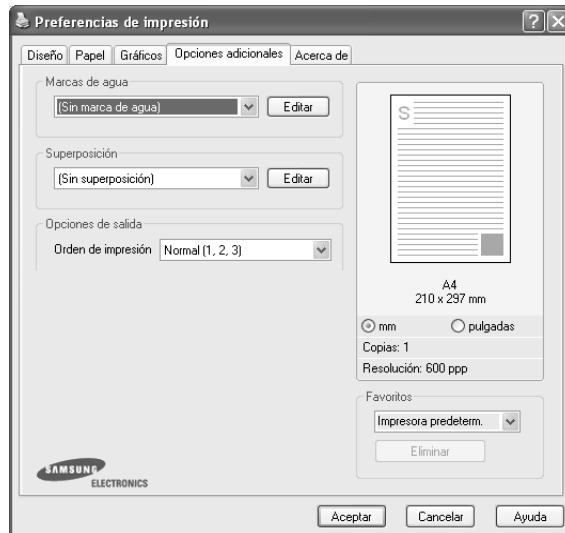 Preferencias de impresión
Diseño Papel Gráficos Opciones adicionales Acerca de
Marcas de agua
(Sin marca de agua) Editar
Superposición
(Sin superposición) Editar
Opciones de salida
Orden de impresión Normal (1, 2, 3)
S
A4
210 x 297 mm
mm pulgadas
Copias: 1
Resolución: 600 ppp
Favoritos
Impresora predeterm.
Eliminar
SAMSUNG
ELECTRONICS
Aceptar Cancelar Ayuda